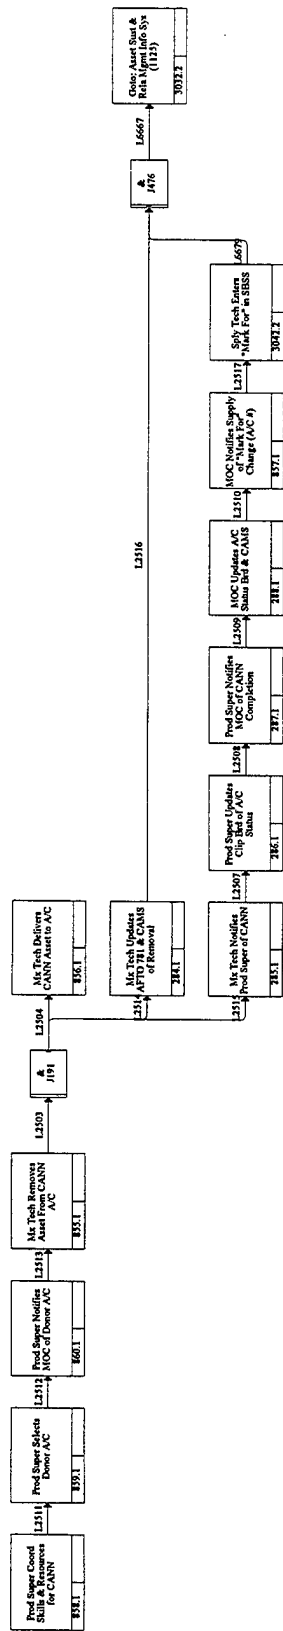 Prod Super Coord
Skills & Resources
for CANN
858.1
L2511
Prod Super Selects
Donor A/C
859.1
L2512
Prod Super Notifies
MOC of Donor A/C
860.1
L2513
Mx Tech Removes
Asset From CANN
A/C
855.1
L2503
&
J191
L2504
Mx Tech Delivers
CANN Asset to A/C
856.1
L2514
Mx Tech Updates
AFTO 781 & CAMS
of Removal
284.1
L2515
Mx Tech Notifies
Prod Super of CANN
285.1
L2507
Prod Super Updates
Clip Brd of A/C
Status
286.1
L2508
Prod Super Notifies
MOC of CANN
Completion
287.1
L2509
MOC Updates A/C
Status Brd & CAMS
288.1
L2510
MOC Notifies Supply
of "Mark For"
Change (A/C #)
857.1
L2517
Sply Tech Enters
"Mark For" in SBSS
3042.2
L6679
L2516
&
J476
L6667
Goto: Asset Sust &
Rela Mgmt Info Sys
(1125)
3032.2